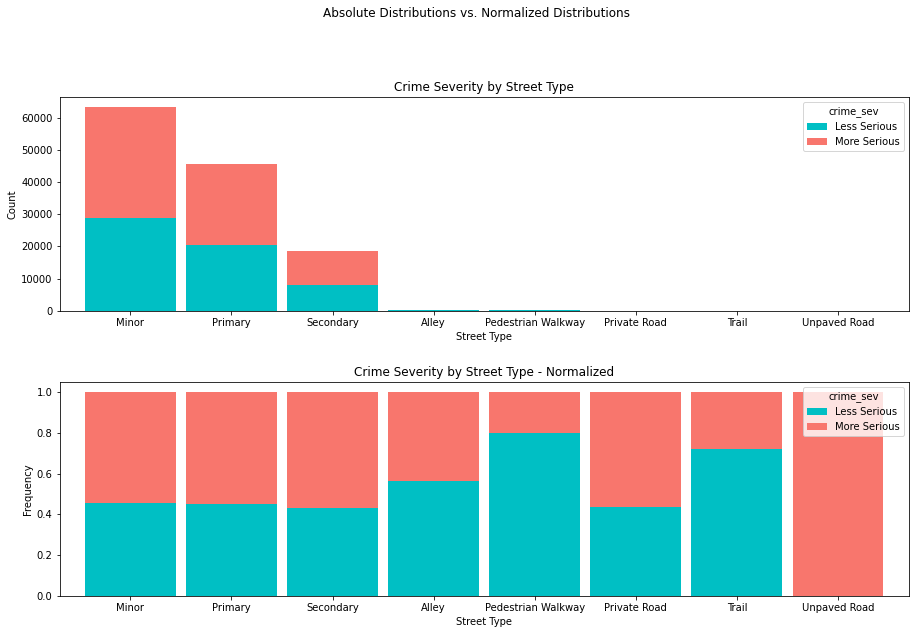 Absolute Distributions vs. Normalized Distributions
Crime Severity by Street Type
crime_sev
Less Serious
More Serious
Count
60000
50000
40000
30000
20000
10000
0
Minor Primary Secondary Alley Pedestrian Walkway Private Road Trail Unpaved Road
Street Type
Crime Severity by Street Type - Normalized
crime_sev
Less Serious
More Serious
Frequency
1.0
0.8
0.6
0.4
0.2
0.0
Minor Primary Secondary Alley Pedestrian Walkway Private Road Trail Unpaved Road
Street Type